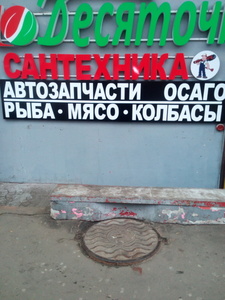 Десяточ
САНТЕХНИКА
АВТОЗАПЧАСТИ ОСАГО
РЫБА · МЯСО · КОЛБАСЫ